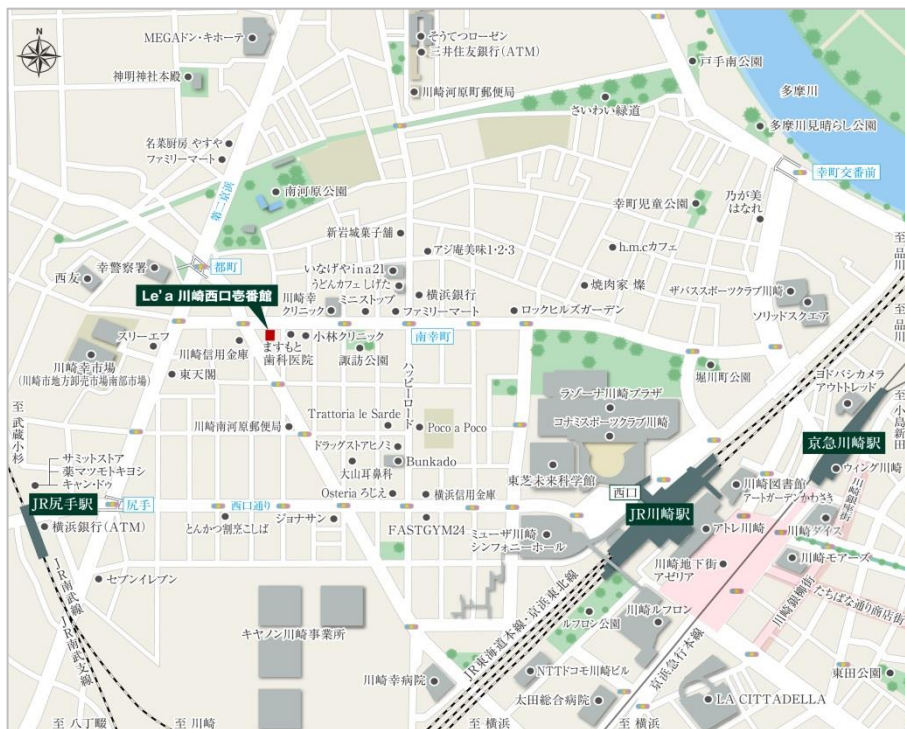 N
MEGAドン・キホーテ
そうてつローゼン
三井住友銀行(ATM)
神明神社本殿
川崎河原町郵便局
戸手南公園
多摩川
さいわい緑道
多摩川見晴らし公園
名菜厨房 やすや
ファミリーマート
第二京浜
南河原公園
幸町交番前
幸町児童公園
乃が美
はなれ
新岩城菓子舗
アジ庵美味1・2・3
h.m.cカフェ
至 品川
至 品川
西友
幸警察署
都町
いなげやina21
うどんカフェ しげた
焼肉家 燦
ザバススポーツクラブ川崎
Le'a 川崎西口壱番館
川崎幸
クリニック
ミニストップ
横浜銀行
ファミリーマート
ロックヒルズガーデン
ソリッドスクエア
スリーエフ
川崎信用金庫
ますもと
歯科医院
小林クリニック
諏訪公園
南幸町
川崎幸市場
(川崎市地方卸売市場南部市場)
東天閣
ハッピーロード
堀川町公園
ヨドバシカメラ
アウトレット
至 小島新田
至 武蔵小杉
ラゾーナ川崎プラザ
コナミスポーツクラブ川崎
川崎南河原郵便局
Trattoria le Sarde
Poco a Poco
ドラッグストアヒノミ
大山耳鼻科
Bunkado
京急川崎駅
サミットストア
薬マツモトキヨシ
キャン・ドゥ
東芝未来科学館
ウィング川崎
JR尻手駅
尻手
西口通り
Osteria ろじえ
横浜信用金庫
西口
川崎図書館
アートガーデンかわさき
川崎銀座街
JR川崎駅
横浜銀行(ATM)
とんかつ割烹こしば
ジョナサン
FASTGYM24
ミューザ川崎
シンフォニーホール
アトレ川崎
川崎ダイス
川崎地下街
アゼリア
川崎モアーズ
セブンイレブン
JR南武線
JR南武支線
JR東海道本線・京浜東北線
川崎銀柳街
たちばな通り商店街
キヤノン川崎事業所
ルフロン公園
川崎ルフロン
川崎幸病院
NTTドコモ川崎ビル
京浜急行本線
東田公園
太田総合病院
LA CITTADELLA
至 八丁畷
至 川崎
至 横浜
至 横浜